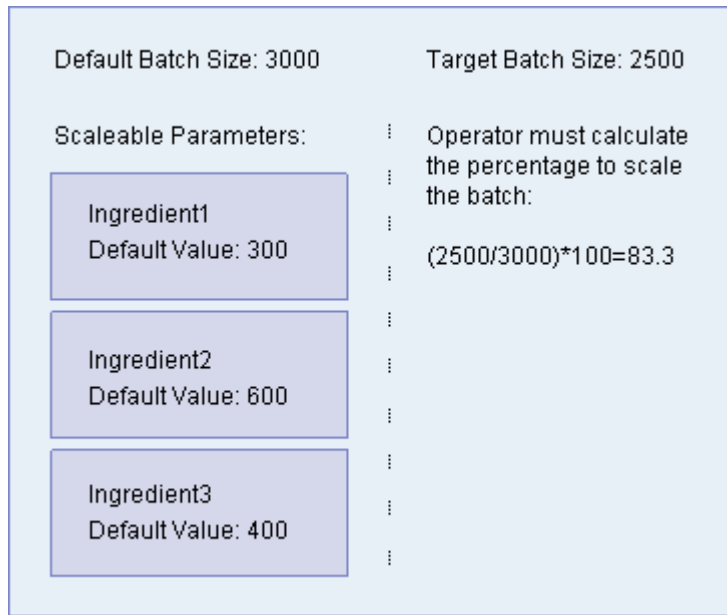 Default Batch Size: 3000
Target Batch Size: 2500
Scaleable Parameters:
Ingredient1
Default Value: 300
Ingredient2
Default Value: 600
Ingredient3
Default Value: 400
Operator must calculate
the percentage to scale
the batch:
(2500/3000)*100=83.3